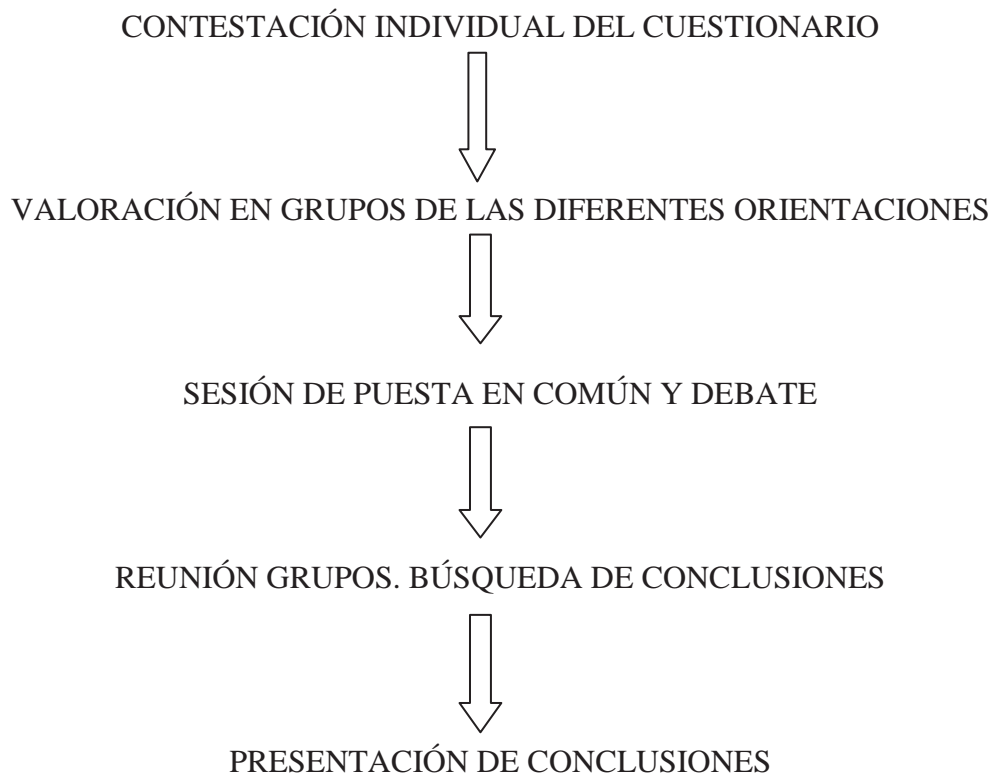 CONTESTACIÓN INDIVIDUAL DEL CUESTIONARIO
VALORACIÓN EN GRUPOS DE LAS DIFERENTES ORIENTACIONES
SESIÓN DE PUESTA EN COMÚN Y DEBATE
REUNIÓN GRUPOS. BÚSQUEDA DE CONCLUSIONES
PRESENTACIÓN DE CONCLUSIONES